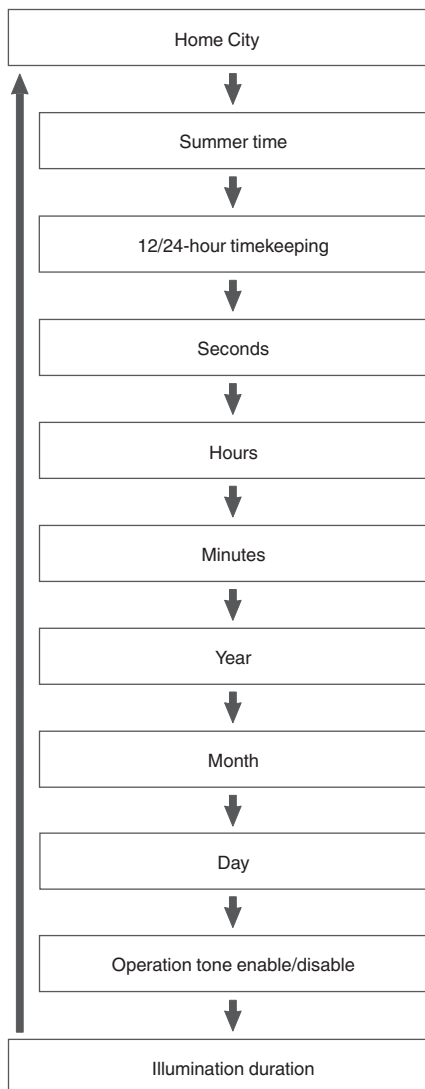 Home City
Summer time
12/24-hour timekeeping
Seconds
Hours
Minutes
Year
Month
Day
Operation tone enable/disable
Illumination duration